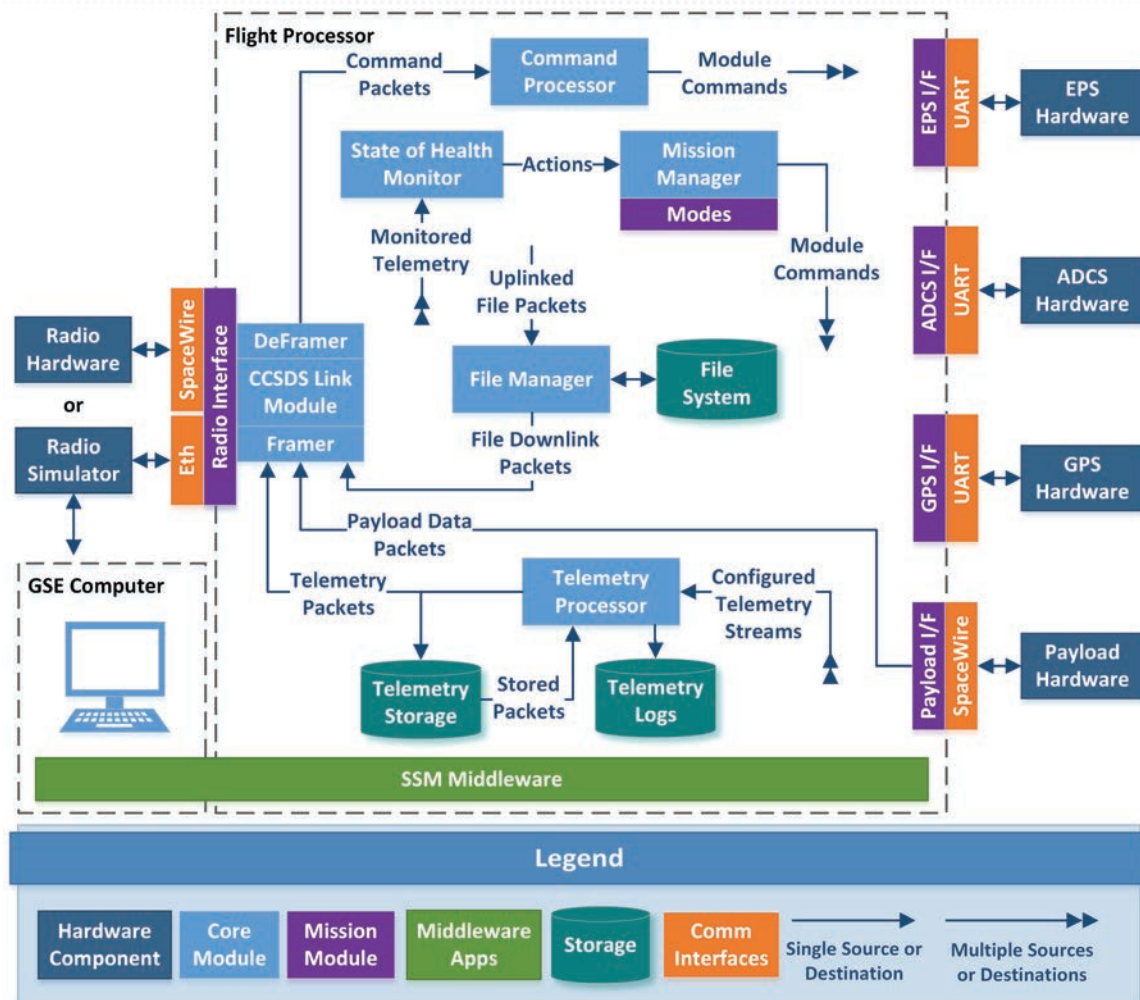 Flight Processor
Command
Packets
Command
Processor
Module
Commands
EPS I/F
UART
EPS
Hardware
State of Health
Monitor
Actions
Mission
Manager
Modes
Monitored
Telemetry
Uplinked
File Packets
Module
Commands
ADCS I/F
UART
ADCS
Hardware
Radio
Hardware
or
Radio
Simulator
SpaceWire
Eth
Radio Interface
DeFramer
CCSDS Link
Module
Framer
File Manager
File
System
File Downlink
Packets
GPS I/F
UART
GPS
Hardware
Payload Data
Packets
GSE Computer
Telemetry
Packets
Telemetry
Processor
Configured
Telemetry
Streams
Telemetry
Storage
Stored
Packets
Telemetry
Logs
Payload I/F
SpaceWire
Payload
Hardware
SSM Middleware
Legend
Hardware
Component
Core
Module
Mission
Module
Middleware
Apps
Storage
Comm
Interfaces
Single Source or
Destination
Multiple Sources
or Destinations